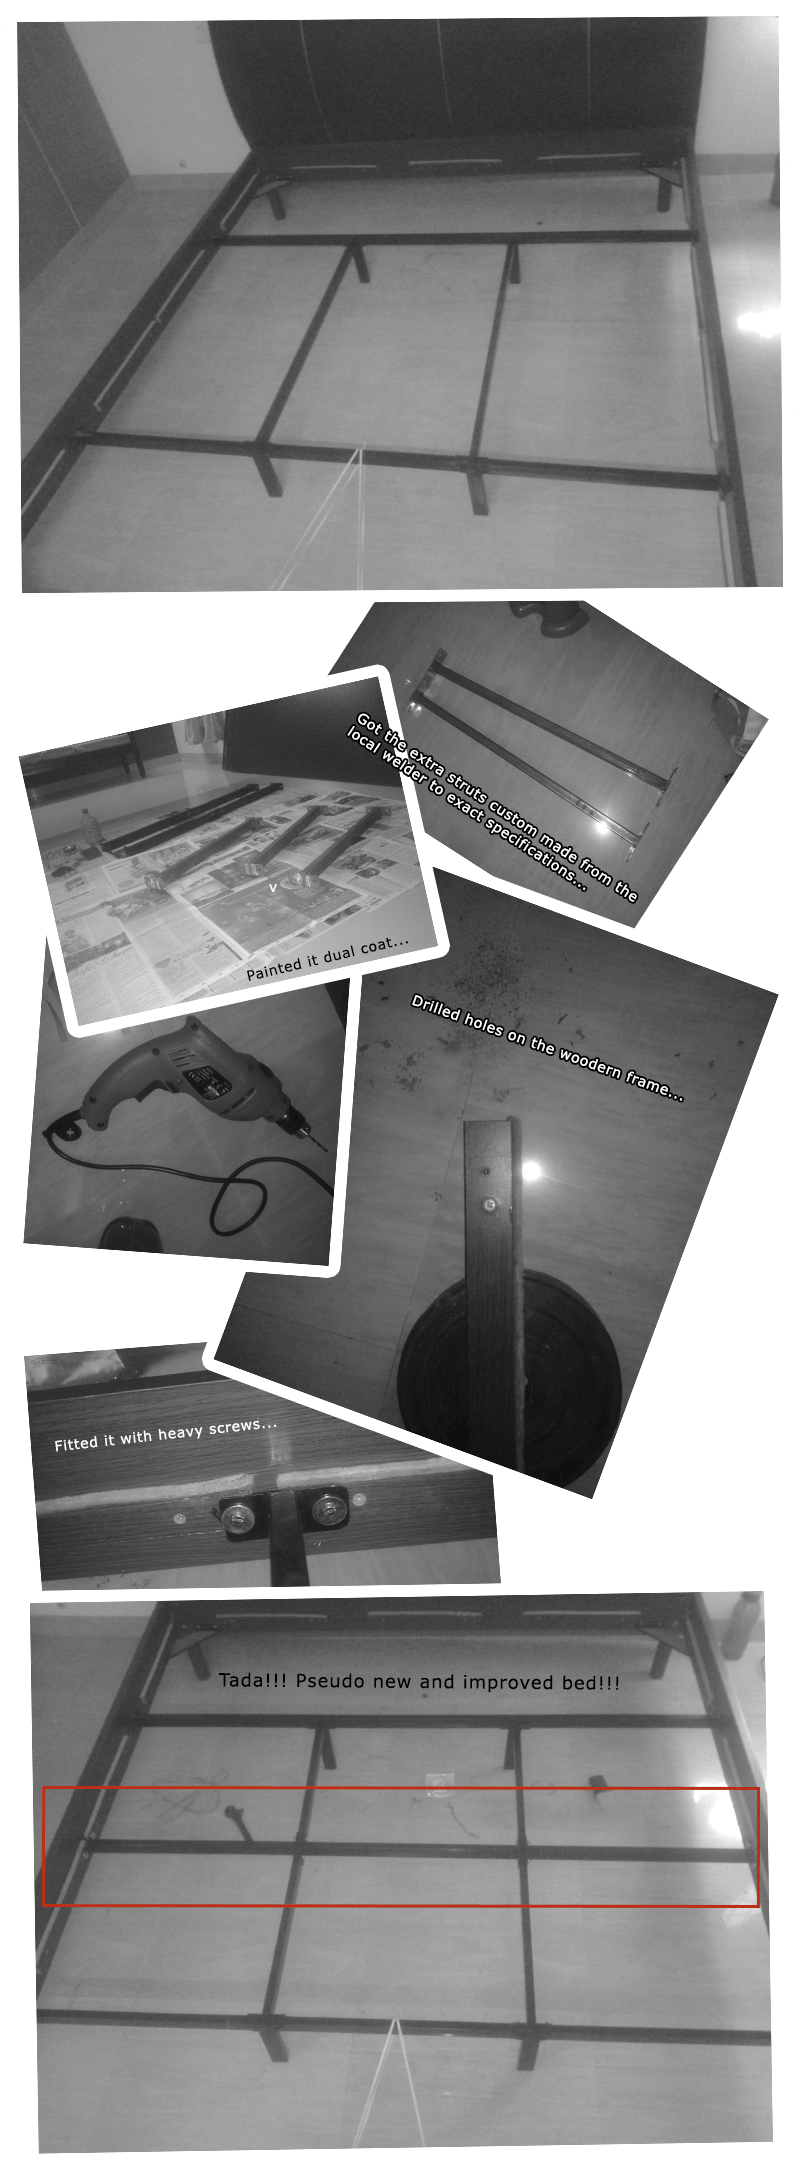 Got the extra struts custom made from the
local welder to exact specifications...
v
Painted it dual coat...
Drilled holes on the woodern frame...
Fitted it with heavy screws...
Tada!!! Pseudo new and improved bed!!!